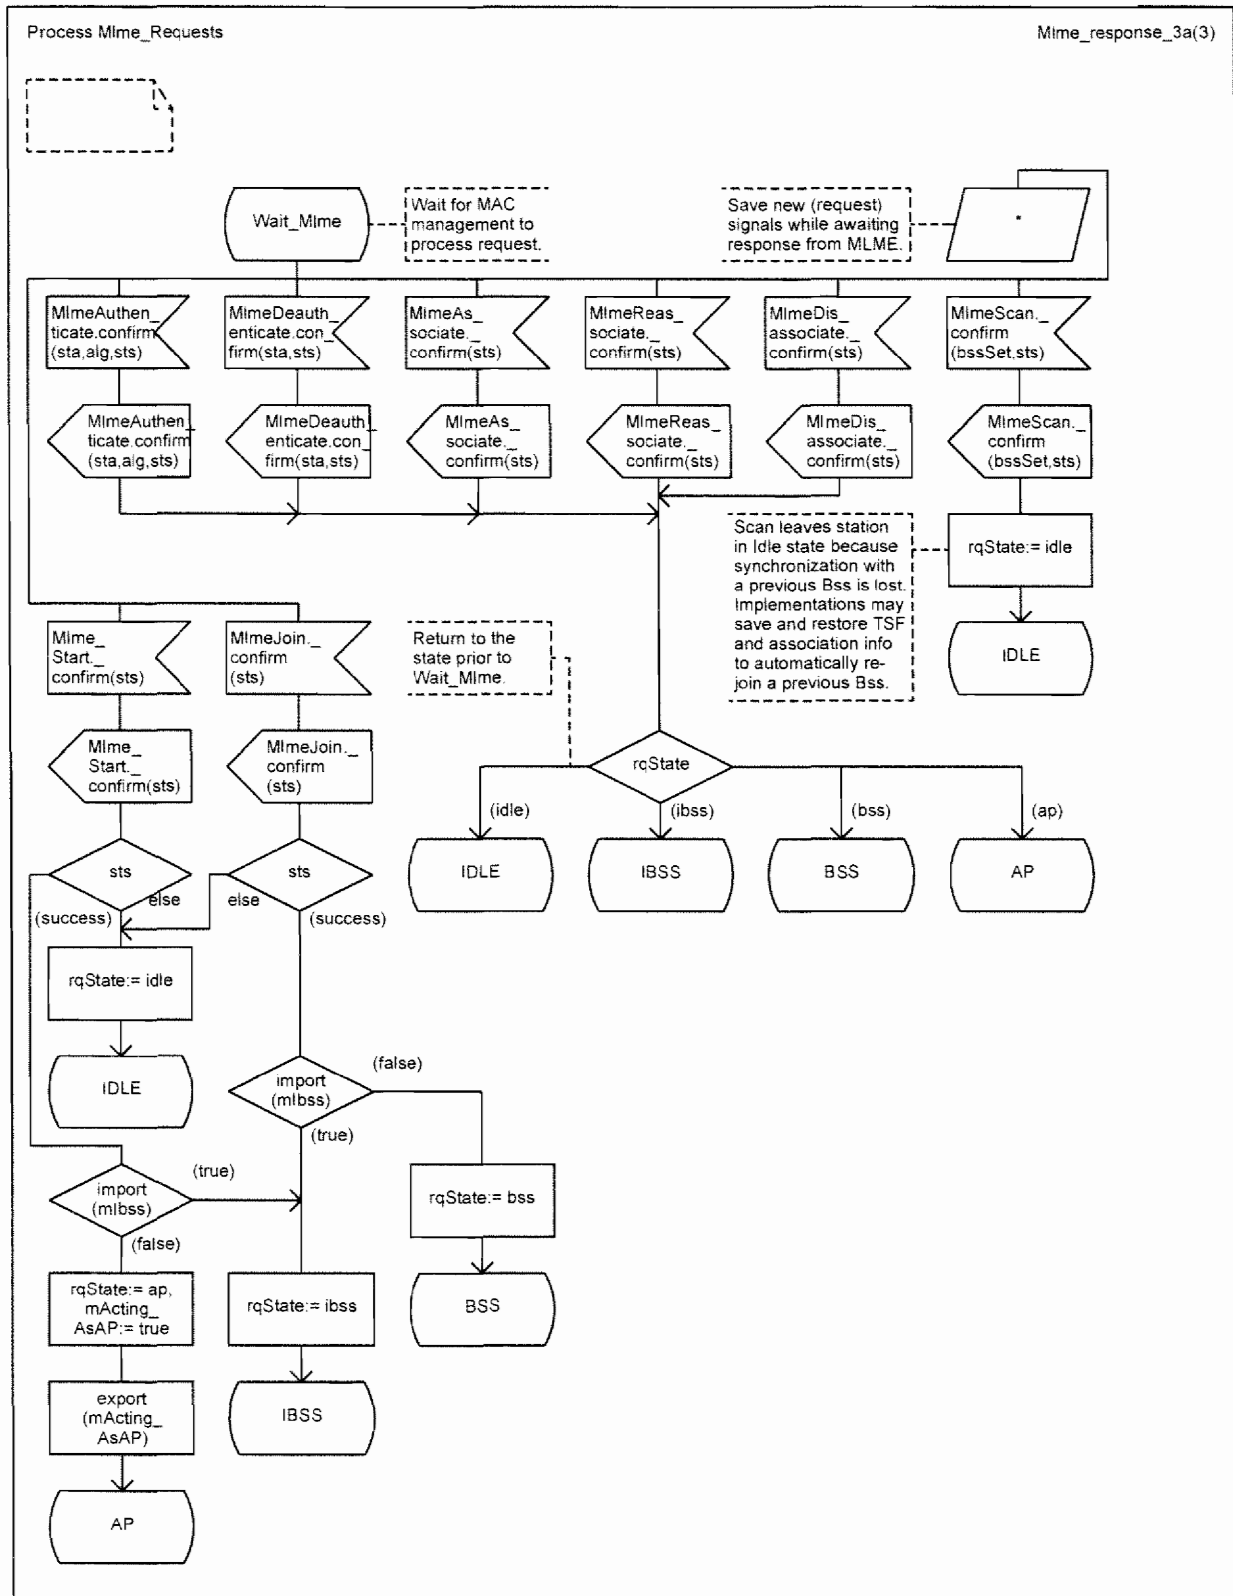 Process Mlme_Requests
Mlme_response_3a(3)
Wait_Mlme
Wait for MAC
management to
process request.
Save new (request)
signals while awaiting
response from MLME.
*
MlmeAuthen_
ticate.confirm
(sta,alg,sts)
MlmeDeauth_
enticate.con_
firm(sta,sts)
MlmeAs_
sociate._
confirm(sts)
MlmeReas_
sociate._
confirm(sts)
MlmeDis_
associate._
confirm(sts)
MlmeScan._
confirm
(bssSet,sts)
MlmeAuthen_
ticate.confirm
(sta,alg,sts)
MlmeDeauth_
enticate.con_
firm(sta,sts)
MlmeAs_
sociate._
confirm(sts)
MlmeReas_
sociate._
confirm(sts)
MlmeDis_
associate._
confirm(sts)
MlmeScan._
confirm
(bssSet,sts)
Scan leaves station
in Idle state because
synchronization with
a previous Bss is lost.
Implementations may
save and restore TSF
and association info
to automatically re-
join a previous Bss.
rqState:= idle
IDLE
Mlme_
Start._
confirm(sts)
MlmeJoin._
confirm
(sts)
Return to the
state prior to
Wait_Mlme.
Mlme_
Start._
confirm(sts)
MlmeJoin._
confirm
(sts)
rqState
(idle)
(ibss)
(bss)
(ap)
IDLE
IBSS
BSS
AP
sts
sts
(success)
else
else
(success)
rqState:= idle
IDLE
import
(mIbss)
(false)
(true)
import
(mIbss)
(true)
(false)
rqState:= bss
BSS
rqState:= ap,
mActing_
AsAP:= true
rqState:= ibss
export
(mActing_
AsAP)
IBSS
AP